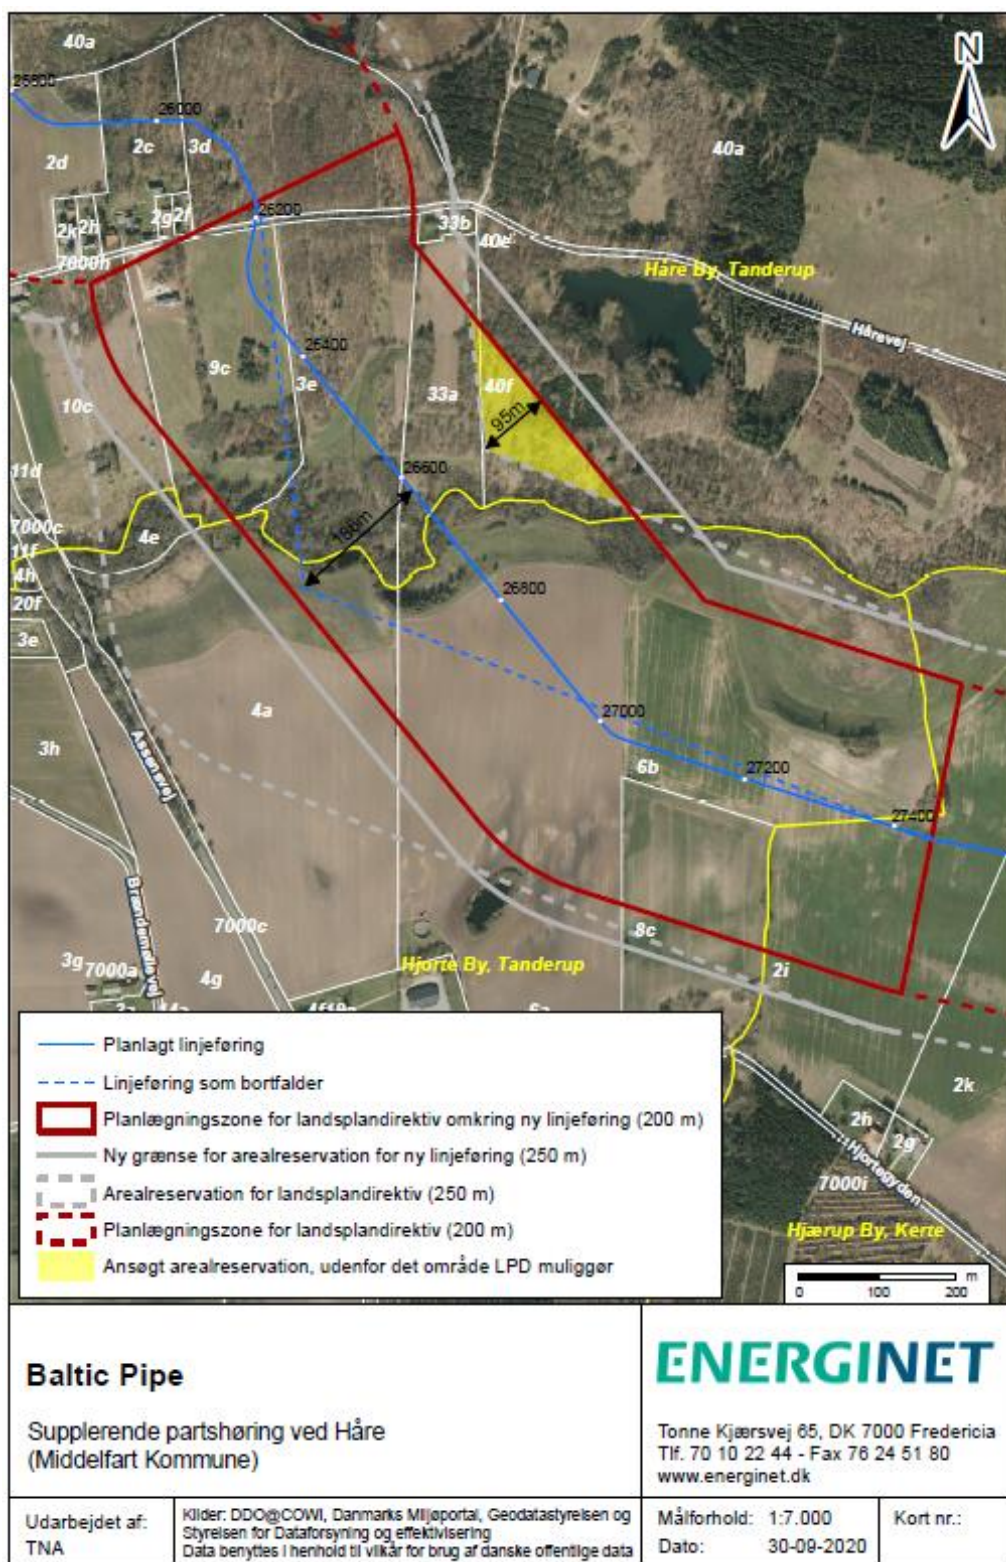 40a
N
25800
26000
2c
3d
2d
40a
2k
2h
2g
2f
26200
33b
40e
7000h
Håre By, Tanderup
Hårevej
26400
9c
3e
33a
40f
95m
10c
11d
26600
7000c
11f
4e
186m
4h
20f
26800
3e
4a
3h
Assensvej
27000
6b
27200
27400
Brændemøllevej
7000c
8c
3g
7000a
4g
Hjorte By, Tanderup
2i
2k
2h
2g
Hjortegyden
7000i
Hjærup By, Kerte
Planlagt linjeføring
Linjeføring som bortfalder
Planlægningszone for landsplandirektiv omkring ny linjeføring (200 m)
Ny grænse for arealreservation for ny linjeføring (250 m)
Arealreservation for landsplandirektiv (250 m)
Planlægningszone for landsplandirektiv (200 m)
Ansøgt arealreservation, udenfor det område LPD muliggør
m
0 100 200
Baltic Pipe
Supplerende partshøring ved Håre
(Middelfart Kommune)
ENERGINET
Tonne Kjærsvej 65, DK 7000 Fredericia
Tlf. 70 10 22 44 - Fax 76 24 51 80
www.energinet.dk
Udarbejdet af:
TNA
Kilder: DDO@COWI, Danmarks Miljøportal, Geodatastyrelsen og
Styrelsen for Dataforsyning og effektivisering
Data benyttes i henhold til vilkår for brug af danske offentlige data
Målforhold: 1:7.000
Dato: 30-09-2020
Kort nr.: